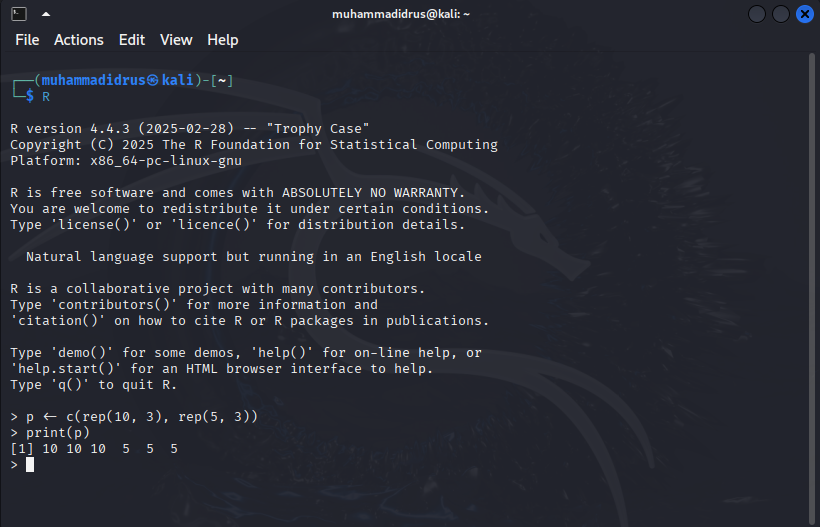 muhammadidrus@kali: ~
File Actions Edit View Help
┌──(muhammadidrus㉿kali)-[~]
└─$ R
R version 4.4.3 (2025-02-28) -- "Trophy Case"
Copyright (C) 2025 The R Foundation for Statistical Computing
Platform: x86_64-pc-linux-gnu
R is free software and comes with ABSOLUTELY NO WARRANTY.
You are welcome to redistribute it under certain conditions.
Type 'license()' or 'licence()' for distribution details.
Natural language support but running in an English locale
R is a collaborative project with many contributors.
Type 'contributors()' for more information and
'citation()' on how to cite R or R packages in publications.
Type 'demo()' for some demos, 'help()' for on-line help, or
'help.start()' for an HTML browser interface to help.
Type 'q()' to quit R.
> p <- c(rep(10, 3), rep(5, 3))
> print(p)
[1] 10 10 10  5  5  5
>